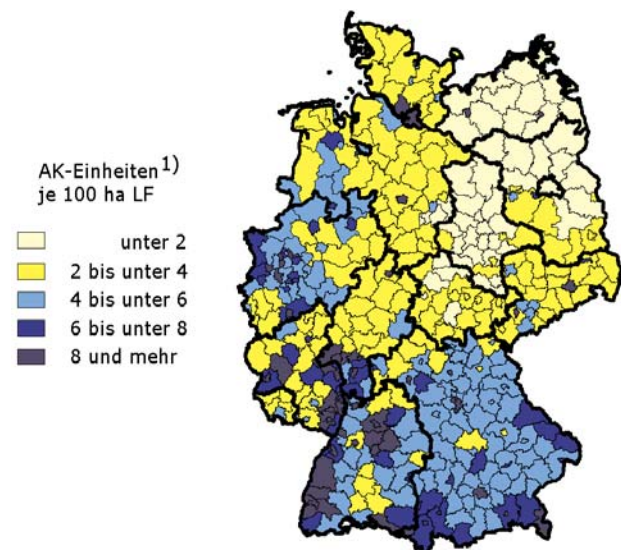 AK-Einheiten1)
je 100 ha LF
unter 2
2 bis unter 4
4 bis unter 6
6 bis unter 8
8 und mehr